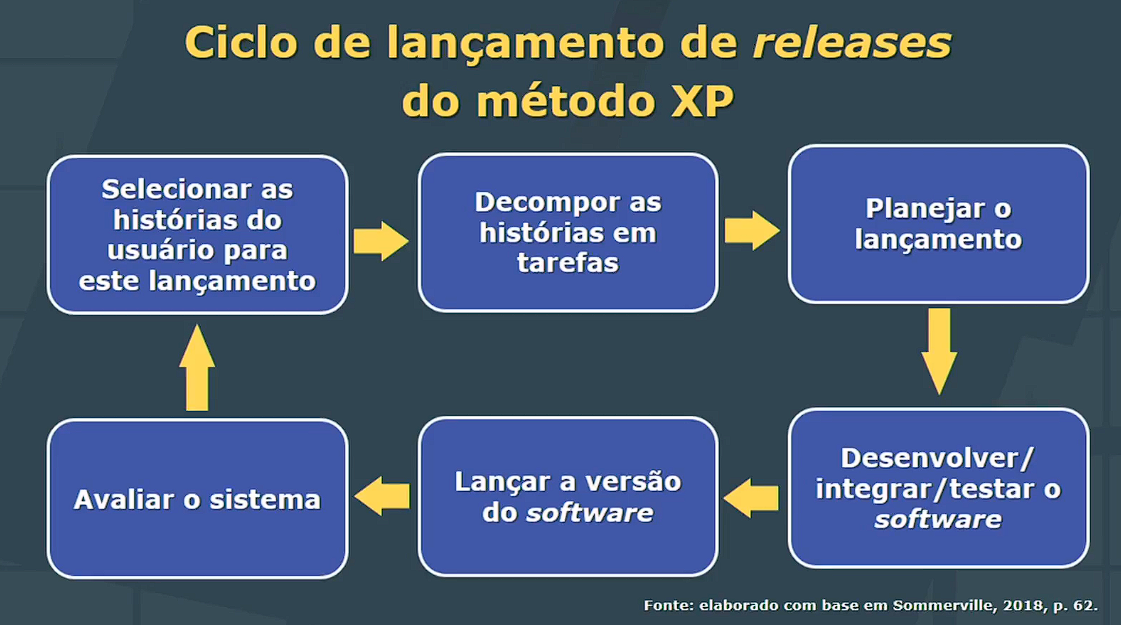 Ciclo de lançamento de releases
do método XP
Selecionar as
histórias do
usuário para
este lançamento
Decompor as
histórias em
tarefas
Planejar o
lançamento
Desenvolver/
integrar/testar o
software
Lançar a versão
do software
Avaliar o sistema
Fonte: elaborado com base em Sommerville, 2018, p. 62.